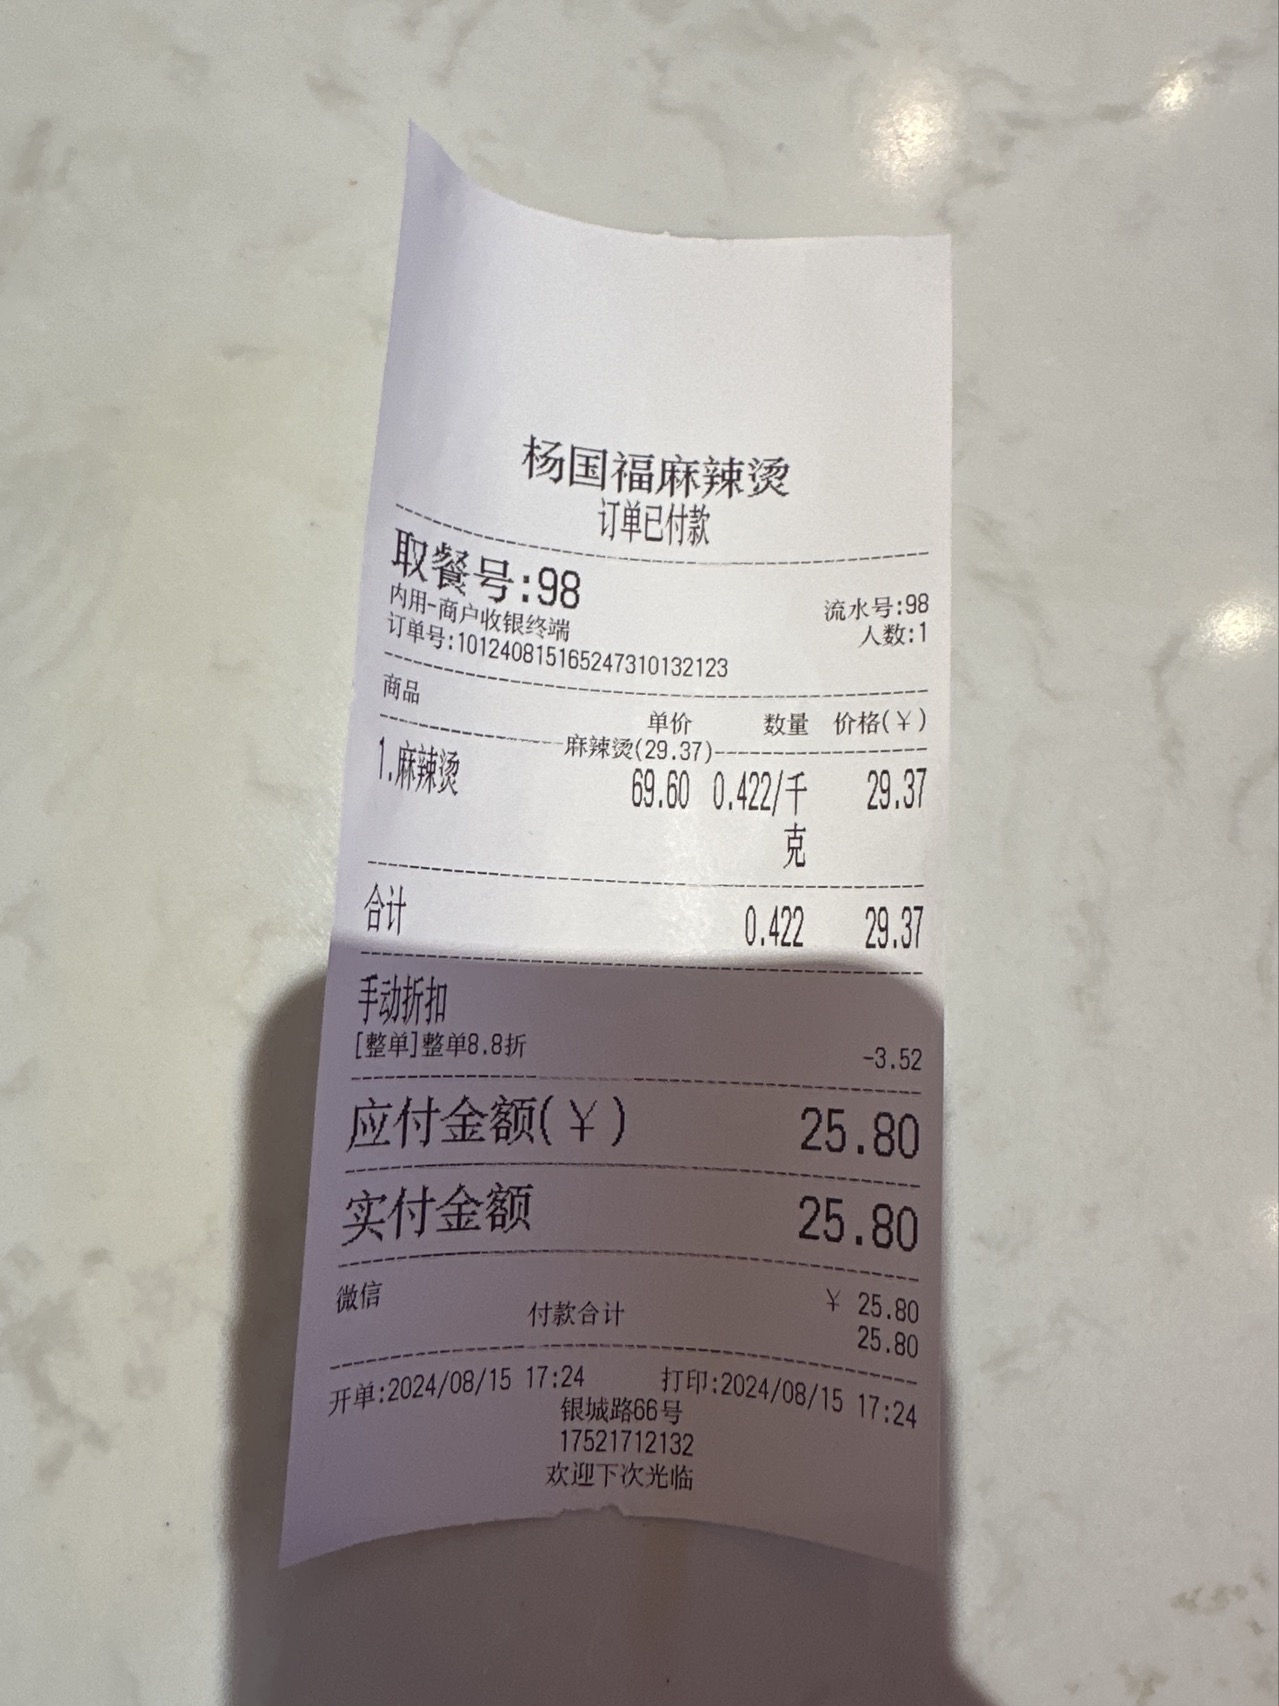 杨国福麻辣烫
订单已付款
取餐号:98
流水号:98
内用-商户收银终端 人数:1
订单号:101240815165247310132123
商品 单价 数量 价格(¥)
麻辣烫(29.37)
1.麻辣烫 69.60 0.422/千克 29.37
合计 0.422 29.37
手动折扣
[整单]整单8.8折 -3.52
应付金额(¥) 25.80
实付金额 25.80
微信 ¥ 25.80
付款合计 25.80
开单:2024/08/15 17:24 打印:2024/08/15 17:24
银城路66号
17521712132
欢迎下次光临